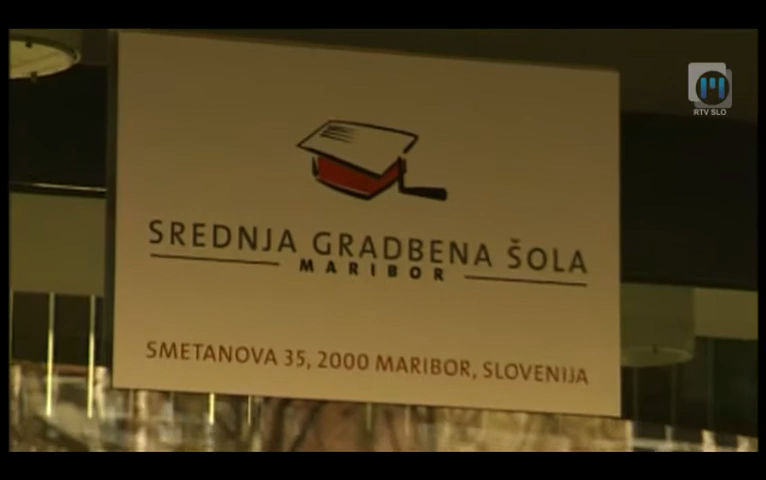 RTV SLO
SREDNJA GRADBENA ŠOLA
MARIBOR
SMETANOVA 35, 2000 MARIBOR, SLOVENIJA